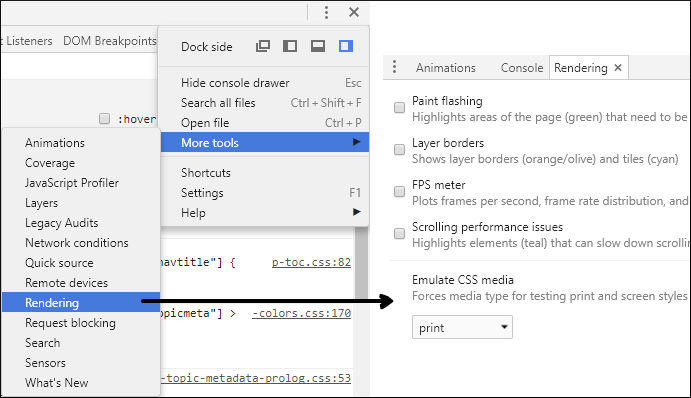 t Listeners DOM Breakpoints
:hover
navtitle"] { p-toc.css:82
opicmeta"] > -colors.css:170
-topic-metadata-prolog.css:53
Dock side
Hide console drawer Esc
Search all files Ctrl + Shift + F
Open file Ctrl + P
More tools
Shortcuts
Settings F1
Help
Animations
Coverage
JavaScript Profiler
Layers
Legacy Audits
Network conditions
Quick source
Remote devices
Rendering
Request blocking
Search
Sensors
What's New
Animations Console Rendering ×
Paint flashing
Highlights areas of the page (green) that need to be
Layer borders
Shows layer borders (orange/olive) and tiles (cyan)
FPS meter
Plots frames per second, frame rate distribution, and
Scrolling performance issues
Highlights elements (teal) that can slow down scrolli
Emulate CSS media
Forces media type for testing print and screen styles
print